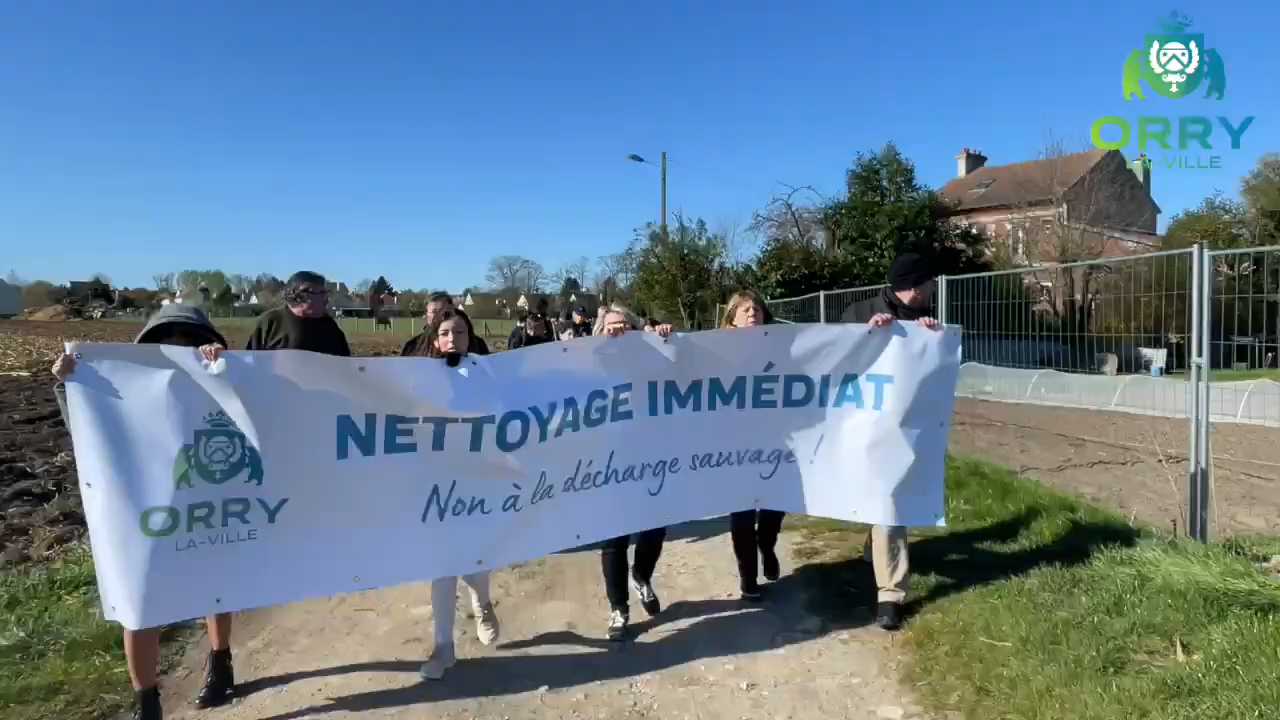 ORRY
LA-VILLE
NETTOYAGE IMMÉDIAT
Non à la décharge sauvage !
ORRY
LA-VILLE